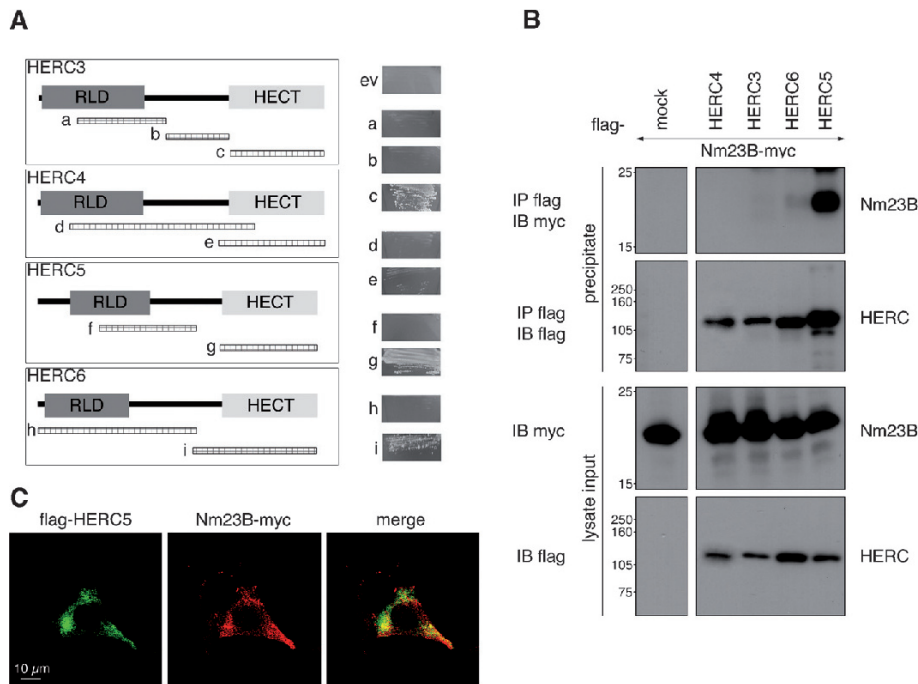 A
HERC3
RLD
HECT
a
b
c
HERC4
RLD
HECT
d
e
HERC5
RLD
HECT
f
g
HERC6
RLD
HECT
h
i
ev
a
b
c
d
e
f
g
h
i
B
flag-
mock
HERC4
HERC3
HERC6
HERC5
Nm23B-myc
precipitate
IP flag
IB myc
25
15
Nm23B
IP flag
IB flag
250
160
105
75
HERC
lysate input
IB myc
25
15
Nm23B
IB flag
250
160
105
75
HERC
C
flag-HERC5
Nm23B-myc
merge
10 µm